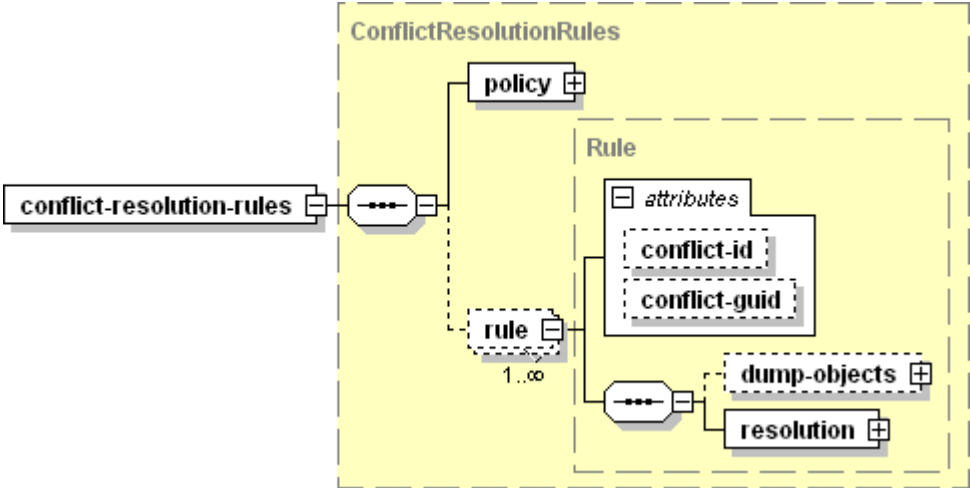 ConflictResolutionRules
policy
Rule
attributes
conflict-resolution-rules
conflict-id
conflict-guid
rule
1..∞
dump-objects
resolution